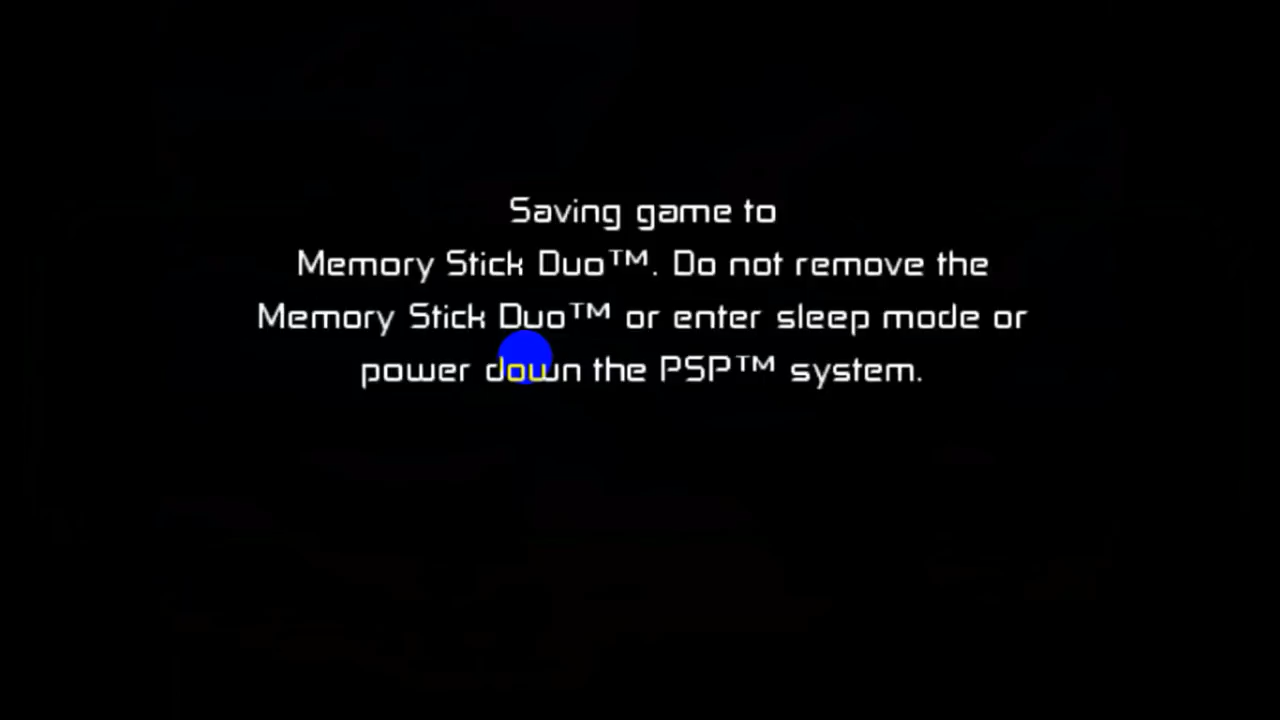 Saving game to
Memory Stick Duo™. Do not remove the
Memory Stick Duo™ or enter sleep mode or
power down the PSP™ system.